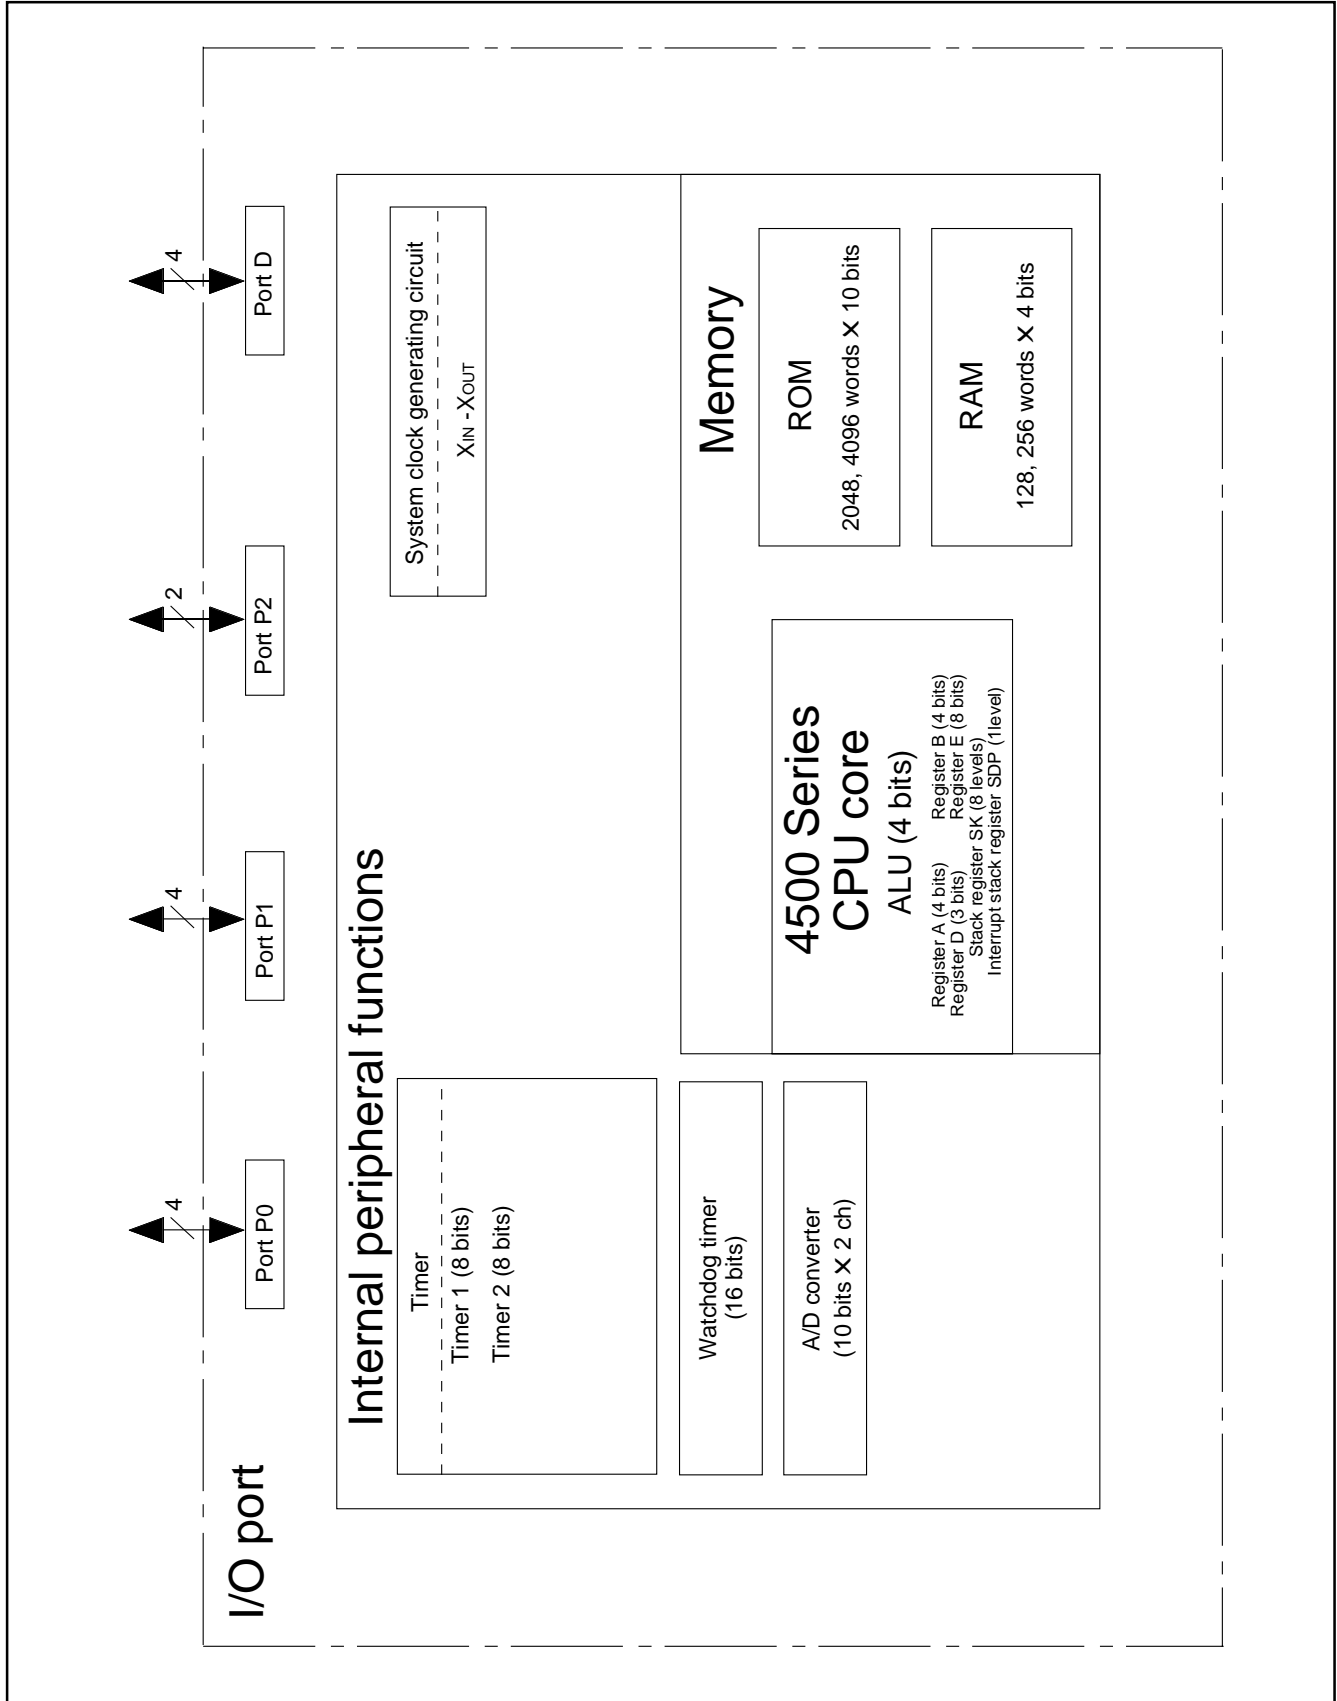 I/O port
4
4
2
4
Port P0
Port P1
Port P2
Port D
Internal peripheral functions
Timer
Timer 1 (8 bits)
Timer 2 (8 bits)
Watchdog timer
(16 bits)
A/D converter
(10 bits X 2 ch)
System clock generating circuit
XIN -XOUT
4500 Series
CPU core
ALU (4 bits)
Register A (4 bits) Register B (4 bits)
Register D (3 bits) Register E (8 bits)
Stack register SK (8 levels)
Interrupt stack register SDP (1level)
Memory
ROM
2048, 4096 words X 10 bits
RAM
128, 256 words X 4 bits